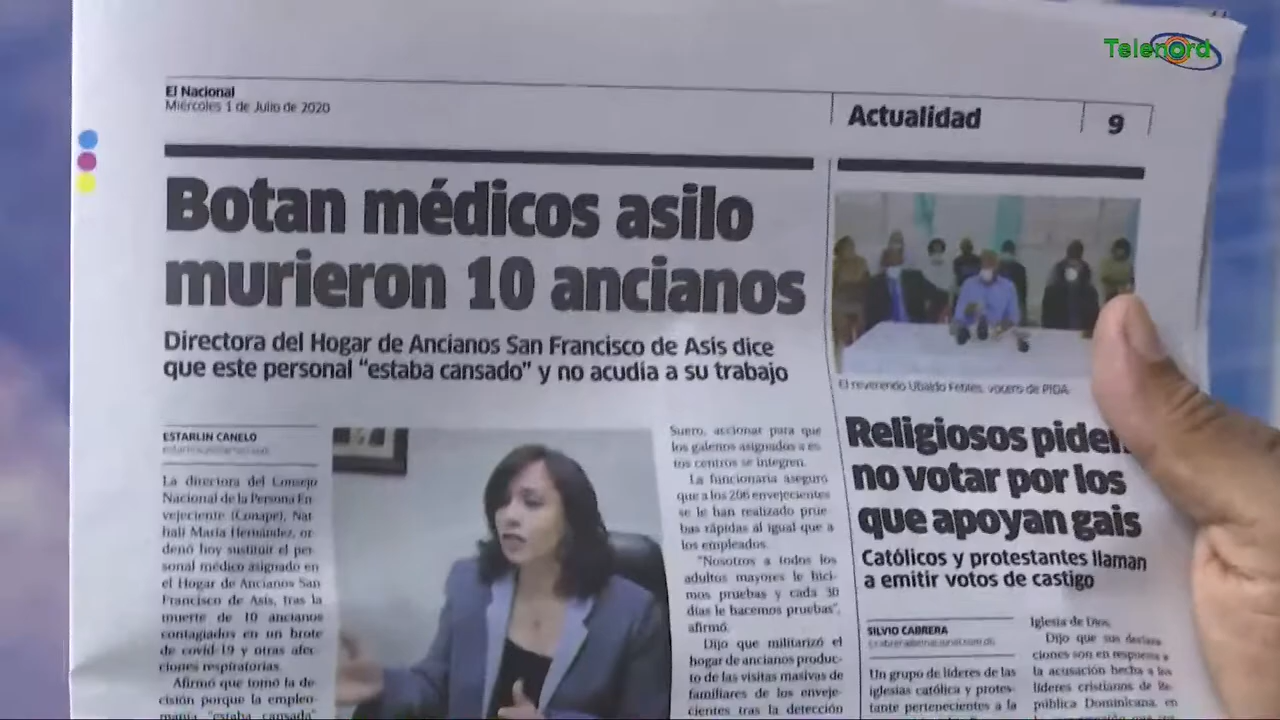 Telenord
El Nacional
Miércoles 1 de Julio de 2020
Actualidad
9
Botan médicos asilo
murieron 10 ancianos
Directora del Hogar de Ancianos San Francisco de Asís dice
que este personal “estaba cansado” y no acudía a su trabajo
ESTARLIN CANELO
La directora del Consejo
Nacional de la Persona En-
vejeciente (Conape), Nat-
hali María Hernández, or-
denó hoy sustituir el per-
sonal médico asignado en
el Hogar de Ancianos San
Francisco de Asís, tras la
muerte de 10 ancianos
contagiados en un brote
de covid-19 y otras afec-
ciones respiratorias.
Afirmó que tomó la de-
cisión porque la empleo-
manía “estaba cansada”
Suero, accionar para que
los galenos asignados a es-
tos centros se integren.
La funcionaria aseguró
que a los 206 envejecientes
se le han realizado prue-
bas rápidas al igual que a
los empleados.
“Nosotros a todos los
adultos mayores le hici-
mos pruebas y cada 30
días le hacemos pruebas”,
afirmó.
Dijo que militarizó el
hogar de ancianos produc-
to de las visitas masivas de
familiares de los enveje-
cientes tras la detección
El reverendo Ubaldo Febles, vocero de PIDA
Religiosos piden
no votar por los
que apoyan gais
Católicos y protestantes llaman
a emitir votos de castigo
SILVIO CABRERA
Un grupo de líderes de las
iglesias católica y protes-
tante pertenecientes a la
Iglesia de Dios.
Dijo que sus declara-
ciones son en respuesta a
la acusación hecha a los
líderes cristianos de Re-
pública Dominicana, en